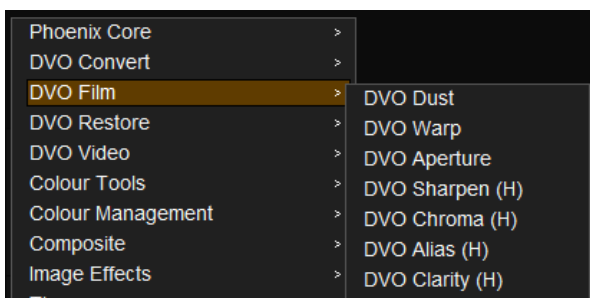 Phoenix Core >
DVO Convert >
DVO Film >
DVO Restore >
DVO Video >
Colour Tools >
Colour Management >
Composite >
Image Effects >
DVO Dust
DVO Warp
DVO Aperture
DVO Sharpen (H)
DVO Chroma (H)
DVO Alias (H)
DVO Clarity (H)